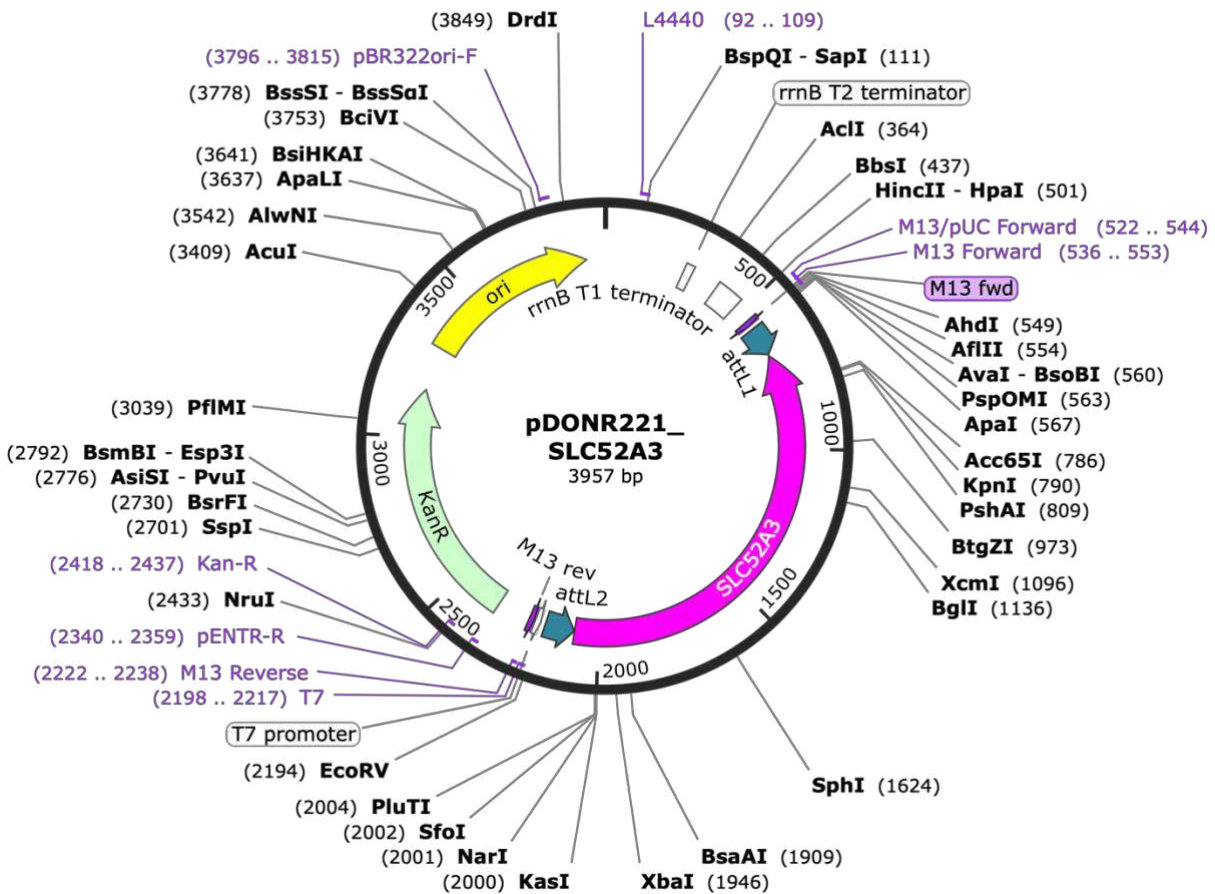 (3849) DrdI
L4440 (92 .. 109)
(3796 .. 3815) pBR322ori-F
BspQI - SapI (111)
(3778) BssSI - BssSαI
rrnB T2 terminator
(3753) BciVI
AclI (364)
(3641) BsiHKAI
BbsI (437)
(3637) ApaLI
HincII - HpaI (501)
(3542) AlwNI
M13/pUC Forward (522 .. 544)
(3409) AcuI
M13 Forward (536 .. 553)
M13 fwd
AhdI (549)
AflII (554)
AvaI - BsoBI (560)
PspOMI (563)
ApaI (567)
Acc65I (786)
KpnI (790)
PshAI (809)
BtgZI (973)
XcmI (1096)
BglI (1136)
SphI (1624)
BsaAI (1909)
XbaI (1946)
(2000) KasI
(2001) NarI
(2002) SfoI
(2004) PluTI
(2194) EcoRV
T7 promoter
(2198 .. 2217) T7
(2222 .. 2238) M13 Reverse
(2340 .. 2359) pENTR-R
(2433) NruI
(2418 .. 2437) Kan-R
(2701) SspI
(2730) BsrFI
(2776) AsiSI - PvuI
(2792) BsmBI - Esp3I
(3039) PflMI
500
1000
1500
2000
2500
3000
3500
ori
rrnB T1 terminator
attL1
SLC52A3
attL2
M13 rev
KanR
pDONR221_
SLC52A3
3957 bp